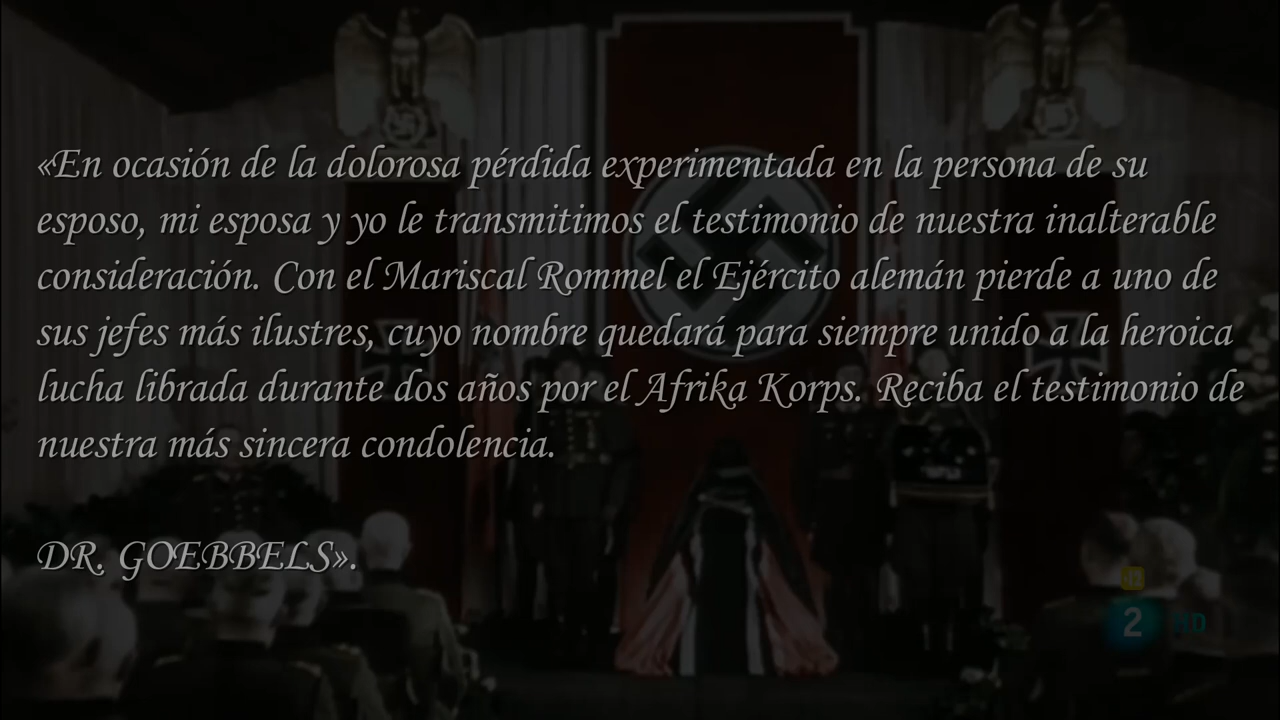 «En ocasión de la dolorosa pérdida experimentada en la persona de su
esposo, mi esposa y yo le transmitimos el testimonio de nuestra inalterable
consideración. Con el Mariscal Rommel el Ejército alemán pierde a uno de
sus jefes más ilustres, cuyo nombre quedará para siempre unido a la heroica
lucha librada durante dos años por el Afrika Korps. Reciba el testimonio de
nuestra más sincera condolencia.
DR. GOEBBELS».
+12
2 HD